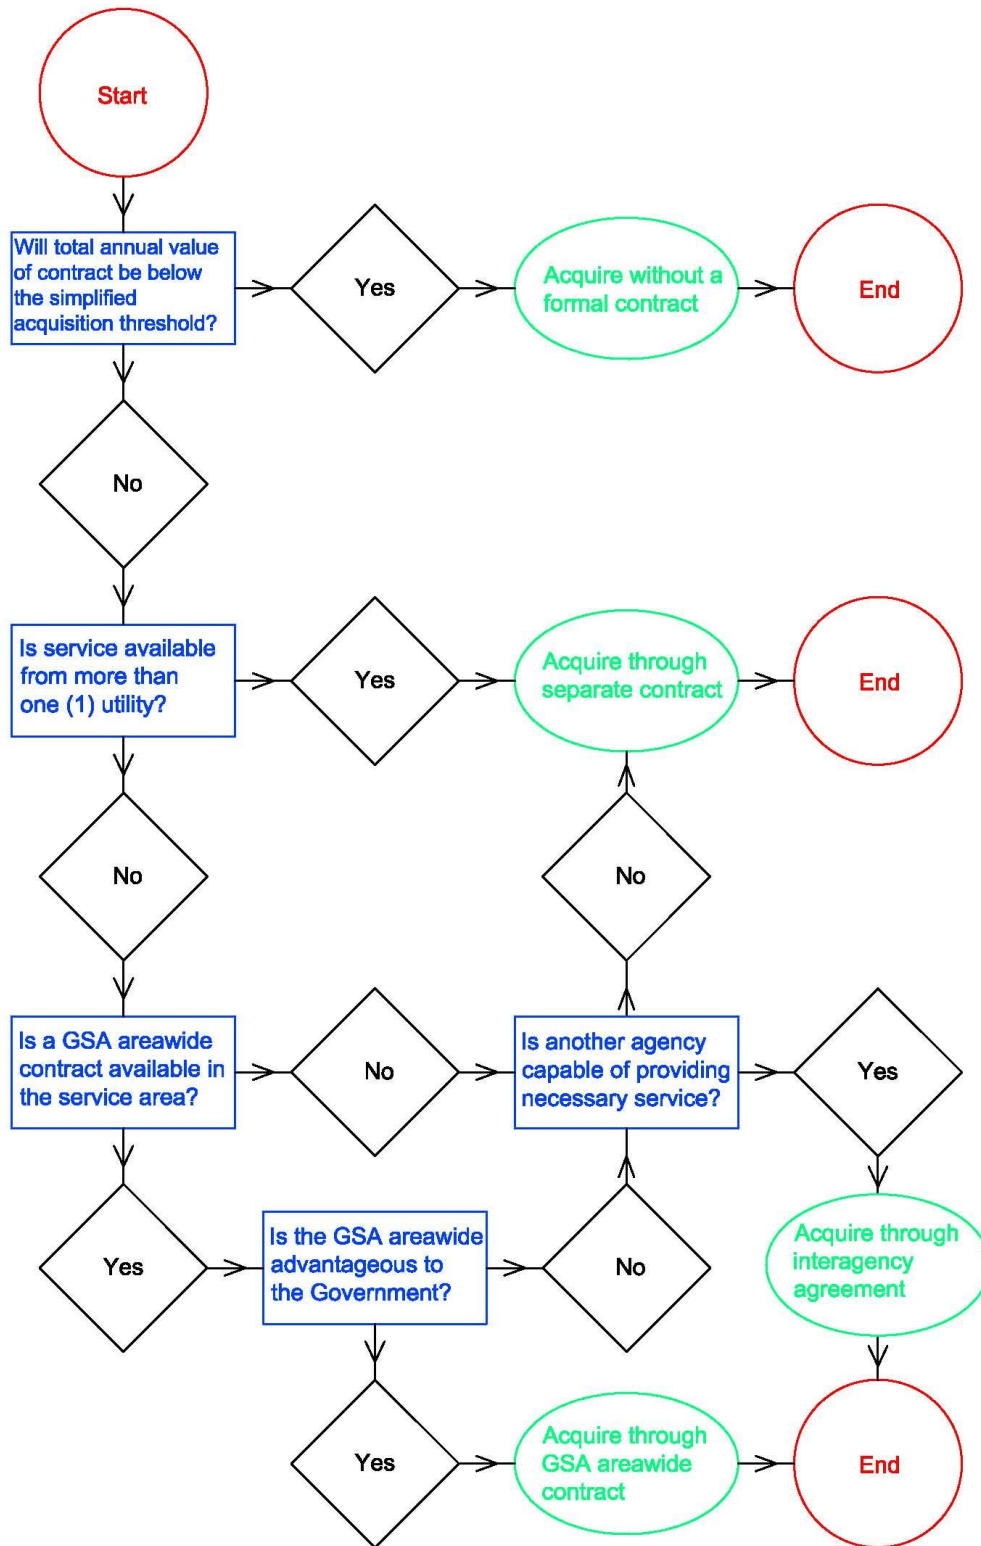 Start
Will total annual value
of contract be below
the simplified
acquisition threshold?
Yes
Acquire without a
formal contract
End
No
Is service available
from more than
one (1) utility?
Yes
Acquire through
separate contract
End
No
No
Is a GSA areawide
contract available in
the service area?
No
Is another agency
capable of providing
necessary service?
Yes
Yes
Is the GSA areawide
advantageous to
the Government?
No
Acquire through
interagency
agreement
Yes
Acquire through
GSA areawide
contract
End